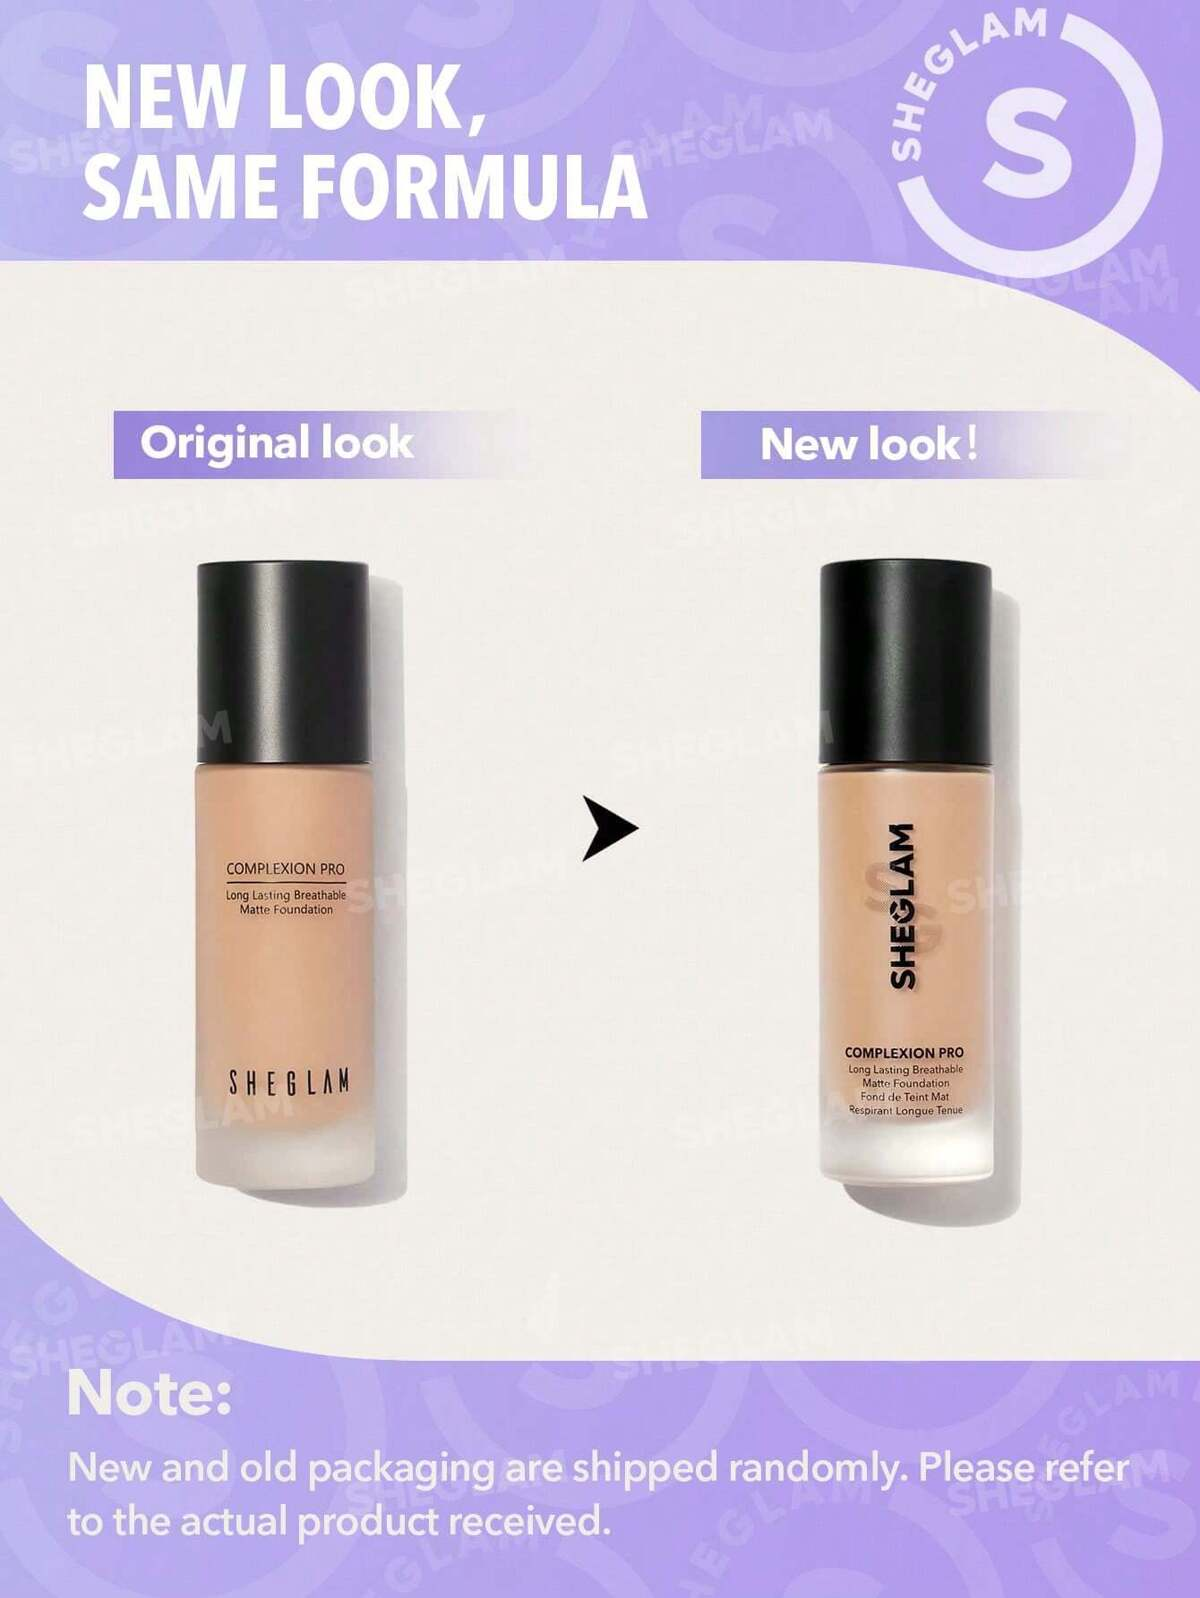 NEW LOOK,
SAME FORMULA
SHEGLAM
S
Original look
New look!
COMPLEXION PRO
Long Lasting Breathable
Matte Foundation
SHEGLAM
SHEGLAM
COMPLEXION PRO
Long Lasting Breathable
Matte Foundation
Fond de Teint Mat
Respirant Longue Tenue
Note:
New and old packaging are shipped randomly. Please refer
to the actual product received.